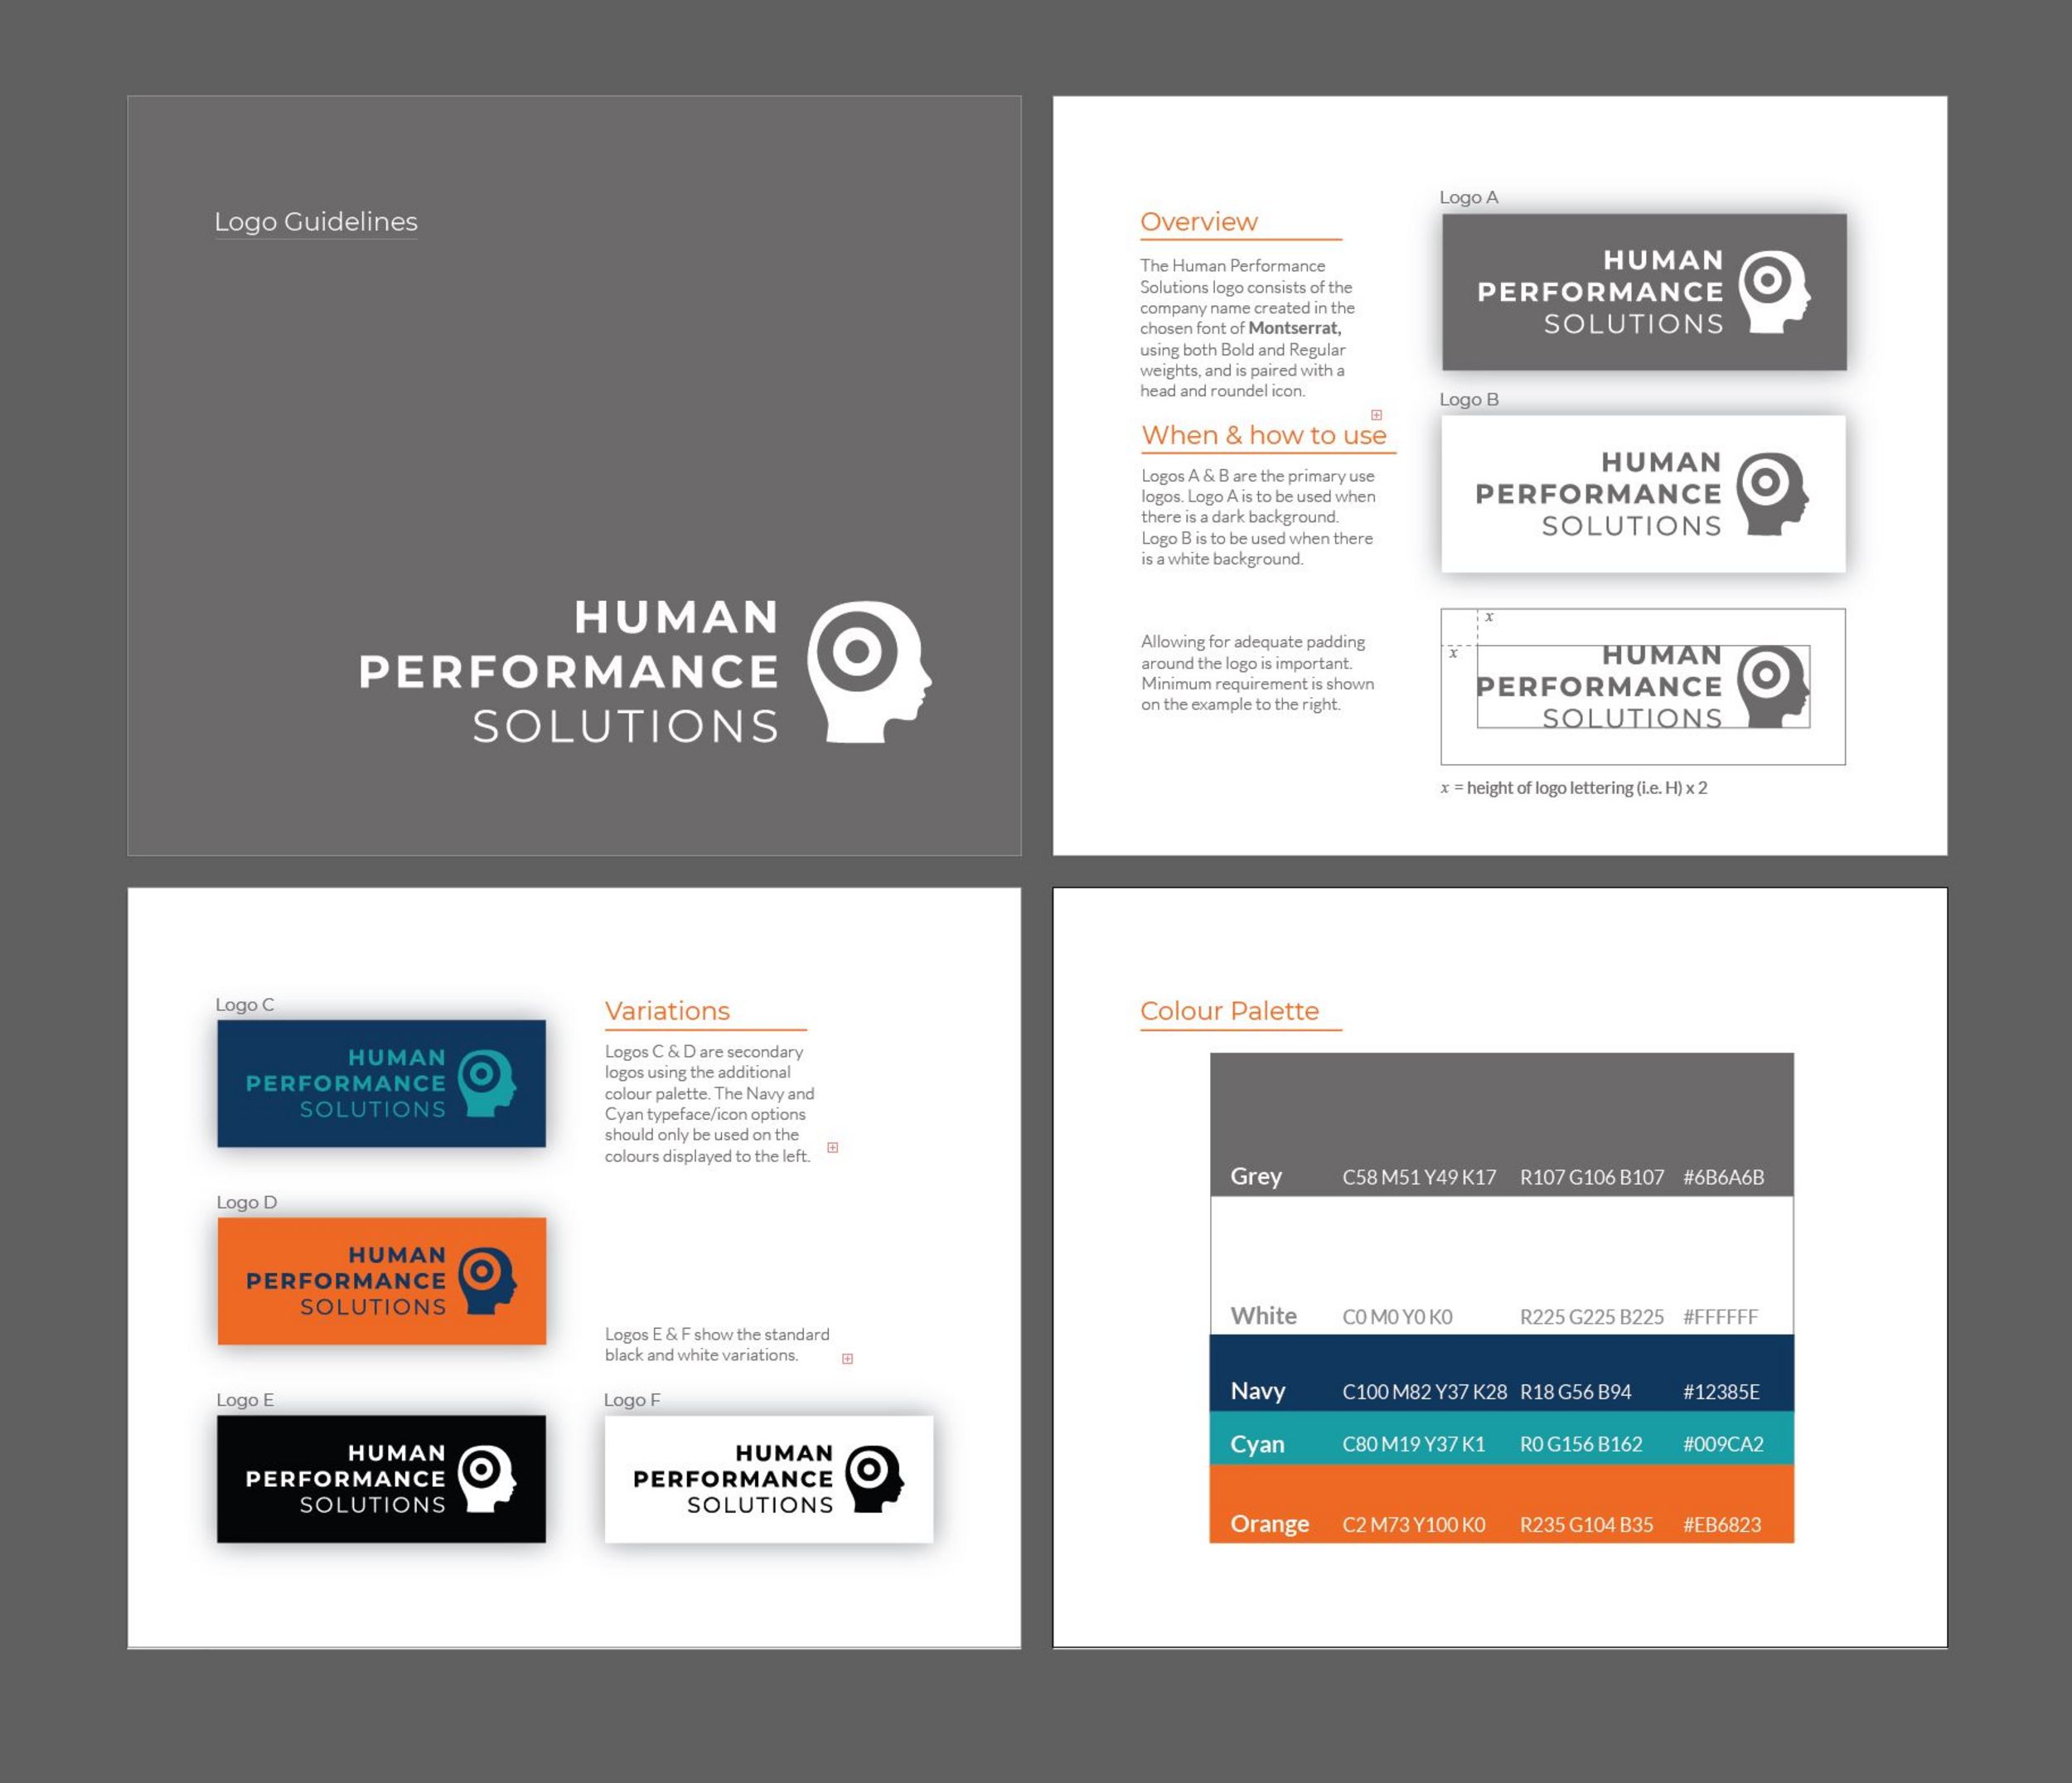 Logo Guidelines
HUMAN
PERFORMANCE
SOLUTIONS
Overview
The Human Performance
Solutions logo consists of the
company name created in the
chosen font of Montserrat,
using both Bold and Regular
weights, and is paired with a
head and roundel icon.
When & how to use
Logos A & B are the primary use
logos. Logo A is to be used when
there is a dark background.
Logo B is to be used when there
is a white background.
Allowing for adequate padding
around the logo is important.
Minimum requirement is shown
on the example to the right.
Logo A
HUMAN
PERFORMANCE
SOLUTIONS
Logo B
HUMAN
PERFORMANCE
SOLUTIONS
x
x
HUMAN
PERFORMANCE
SOLUTIONS
x = height of logo lettering (i.e. H) x 2
Logo C
HUMAN
PERFORMANCE
SOLUTIONS
Logo D
HUMAN
PERFORMANCE
SOLUTIONS
Variations
Logos C & D are secondary
logos using the additional
colour palette. The Navy and
Cyan typeface/icon options
should only be used on the
colours displayed to the left.
Logos E & F show the standard
black and white variations.
Logo E
HUMAN
PERFORMANCE
SOLUTIONS
Logo F
HUMAN
PERFORMANCE
SOLUTIONS
Colour Palette
Grey C58 M51 Y49 K17 R107 G106 B107 #6B6A6B
White C0 M0 Y0 K0 R225 G225 B225 #FFFFFF
Navy C100 M82 Y37 K28 R18 G56 B94 #12385E
Cyan C80 M19 Y37 K1 R0 G156 B162 #009CA2
Orange C2 M73 Y100 K0 R235 G104 B35 #EB6823